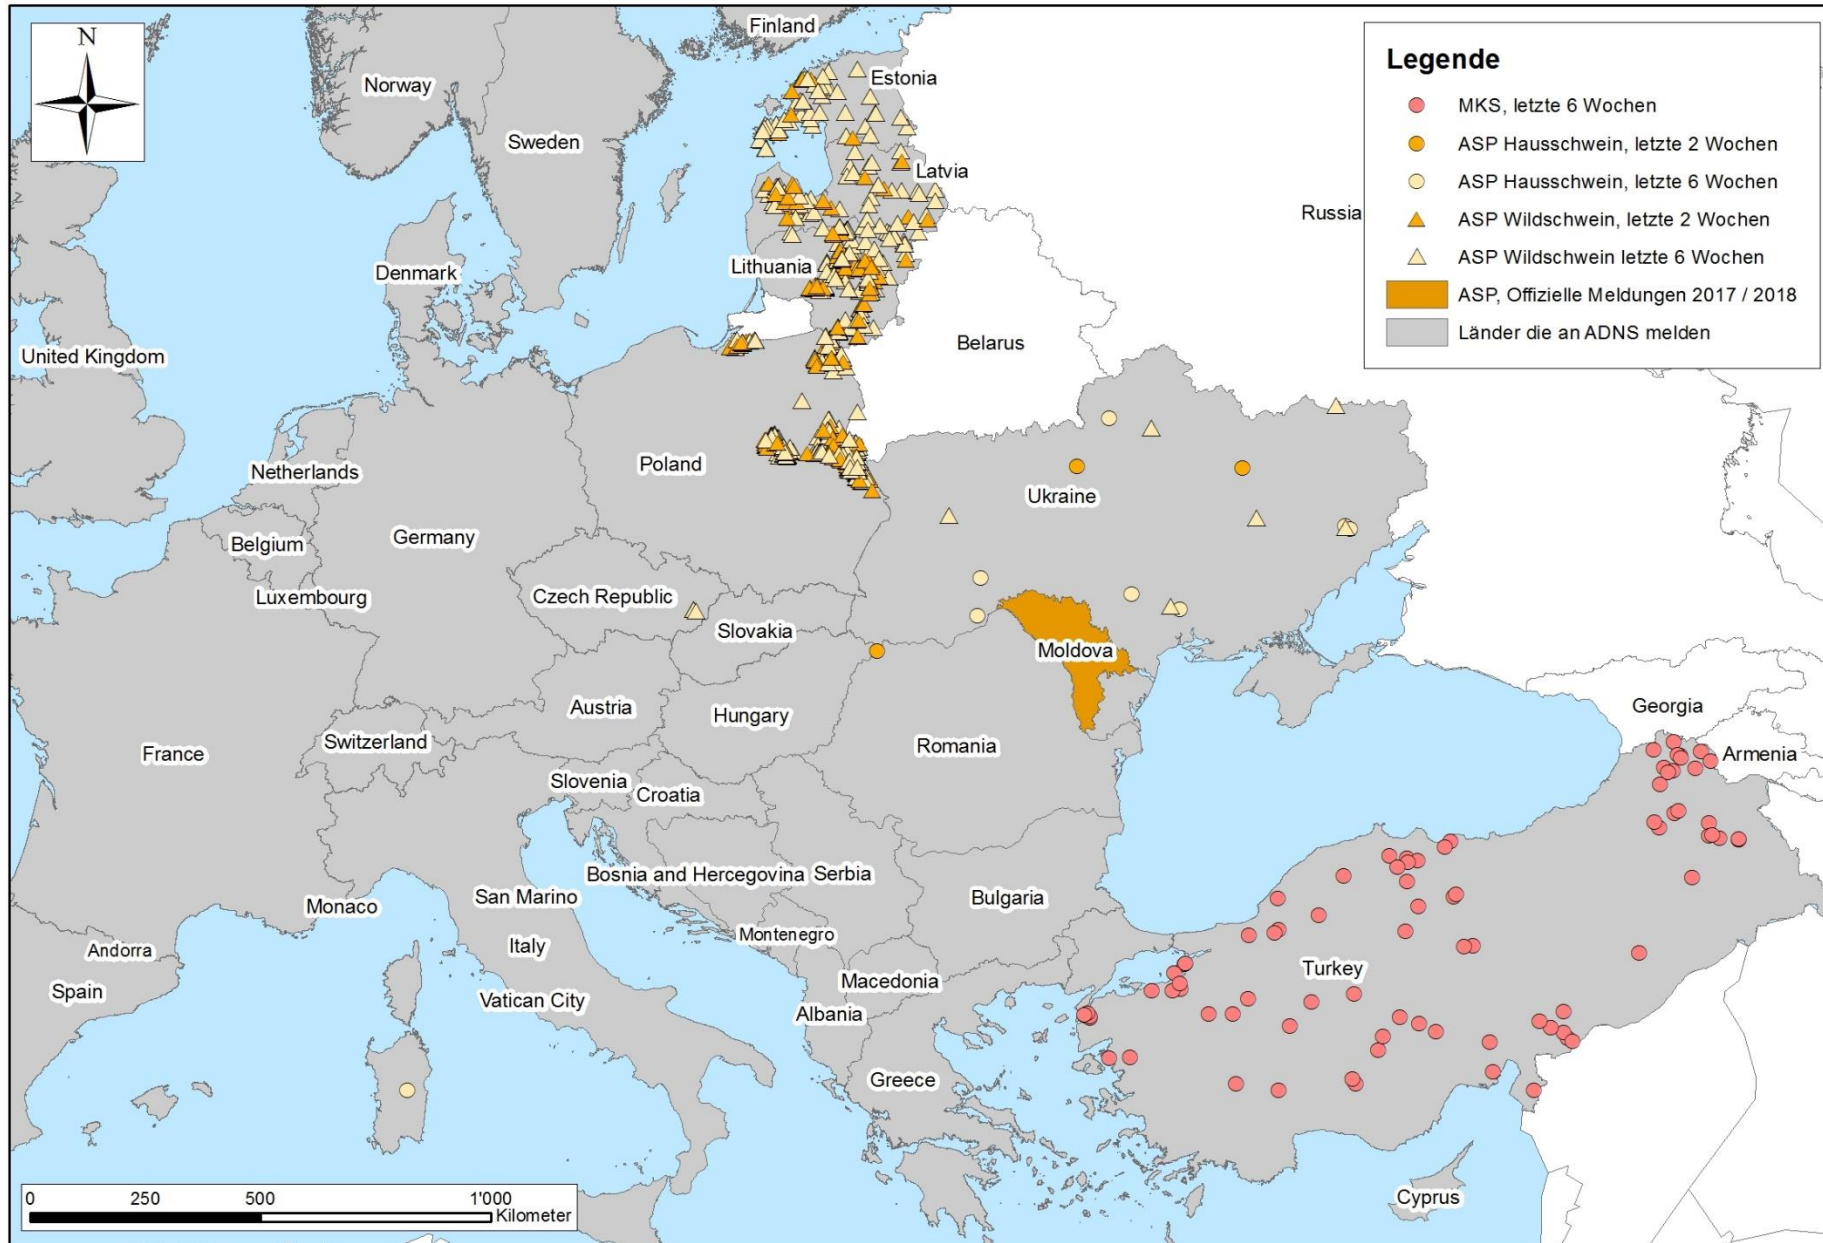 N
Finland
Norway
Estonia
Sweden
Latvia
Russia
Denmark
Lithuania
United Kingdom
Belarus
Netherlands
Poland
Ukraine
Belgium
Germany
Luxembourg
Czech Republic
Slovakia
Moldova
Austria
Hungary
Switzerland
Romania
France
Georgia
Armenia
Slovenia
Croatia
Bosnia and Hercegovina
Serbia
San Marino
Monaco
Bulgaria
Montenegro
Andorra
Italy
Turkey
Macedonia
Spain
Vatican City
Albania
Greece
Cyprus
Legende
MKS, letzte 6 Wochen
ASP Hausschwein, letzte 2 Wochen
ASP Hausschwein, letzte 6 Wochen
ASP Wildschwein, letzte 2 Wochen
ASP Wildschwein letzte 6 Wochen
ASP, Offizielle Meldungen 2017 / 2018
Länder die an ADNS melden
0 250 500 1'000
Kilometer